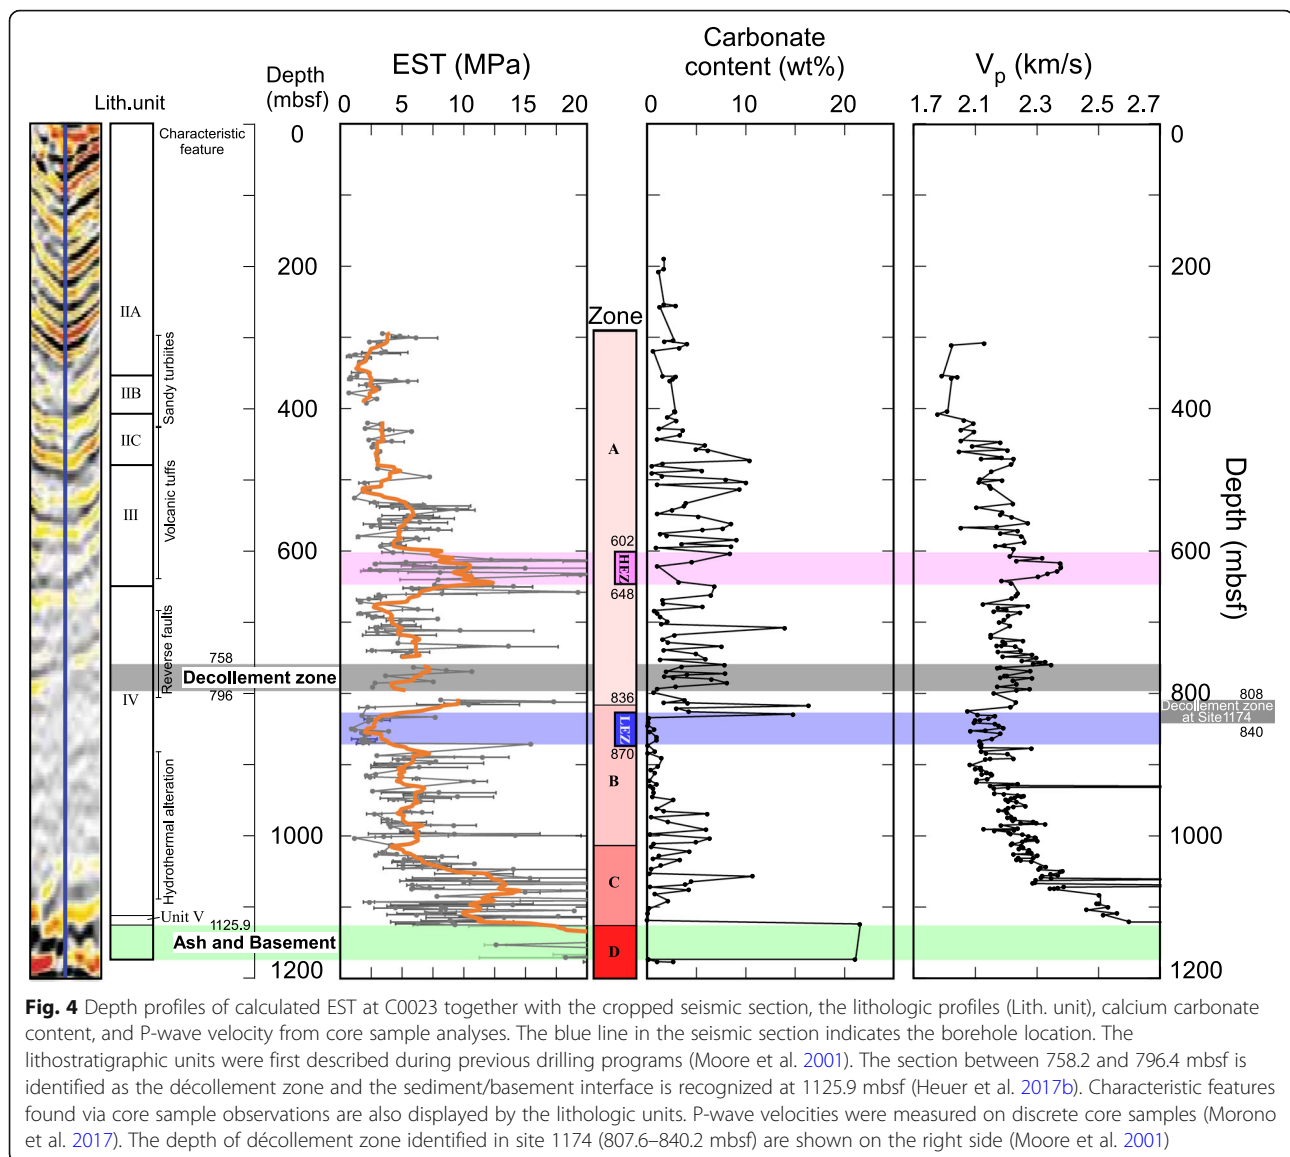 EST (MPa)
Carbonate
content (wt%)
Vp (km/s)
Depth
(mbsf)
Lith.unit
0 5 10 15 20
0 10 20
1.7 2.1 2.3 2.5 2.7
Characteristic
feature
0
0
200
200
IIA
Zone
Sandy turbiites
IIB
400
400
IIC
A
Volcanic tuffs
III
Depth (mbsf)
602
600
600
HEZ
648
Reverse faults
758
Decollement zone
796
IV
836
800
800
808
Decollement zone
at Site1174
840
LEZ
870
B
Hydrothermal alteration
1000
1000
C
Unit V
1125.9
Ash and Basement
D
1200
1200
Fig. 4 Depth profiles of calculated EST at C0023 together with the cropped seismic section, the lithologic profiles (Lith. unit), calcium carbonate
content, and P-wave velocity from core sample analyses. The blue line in the seismic section indicates the borehole location. The
lithostratigraphic units were first described during previous drilling programs (Moore et al. 2001). The section between 758.2 and 796.4 mbsf is
identified as the décollement zone and the sediment/basement interface is recognized at 1125.9 mbsf (Heuer et al. 2017b). Characteristic features
found via core sample observations are also displayed by the lithologic units. P-wave velocities were measured on discrete core samples (Morono
et al. 2017). The depth of décollement zone identified in site 1174 (807.6–840.2 mbsf) are shown on the right side (Moore et al. 2001)